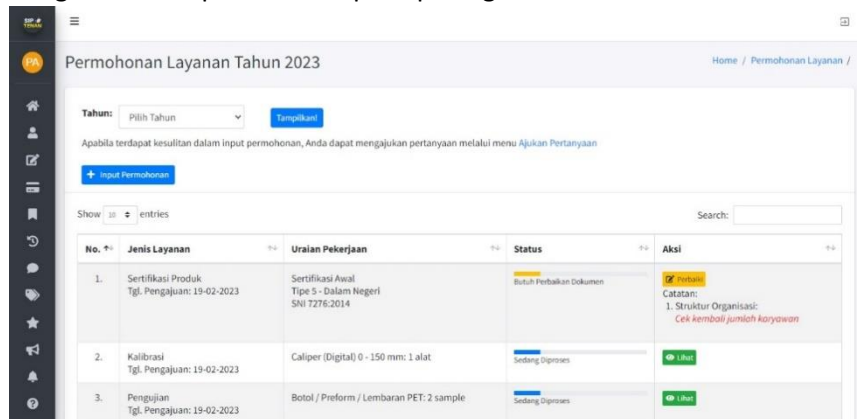 SIP
TENAN
PA
Permohonan Layanan Tahun 2023
Home / Permohonan Layanan /
Tahun: Pilih Tahun Tampilkan!
Apabila terdapat kesulitan dalam input permohonan, Anda dapat mengajukan pertanyaan melalui menu Ajukan Pertanyaan
+ Input Permohonan
Show 10 entries Search:
No. Jenis Layanan Uraian Pekerjaan Status Aksi
1. Sertifikasi Produk Sertifikasi Awal Perbaiki
Tgl. Pengajuan: 19-02-2023 Tipe 5 - Dalam Negeri Butuh Perbaikan Dokumen Catatan:
SNI 7276:2014 1. Struktur Organisasi:
Cek kembali jumlah karyawan
2. Kalibrasi Caliper (Digital) 0 - 150 mm: 1 alat Sedang Diproses Lihat
Tgl. Pengajuan: 19-02-2023
3. Pengujian Botol / Preform / Lembaran PET: 2 sample Sedang Diproses Lihat
Tgl. Pengajuan: 19-02-2023